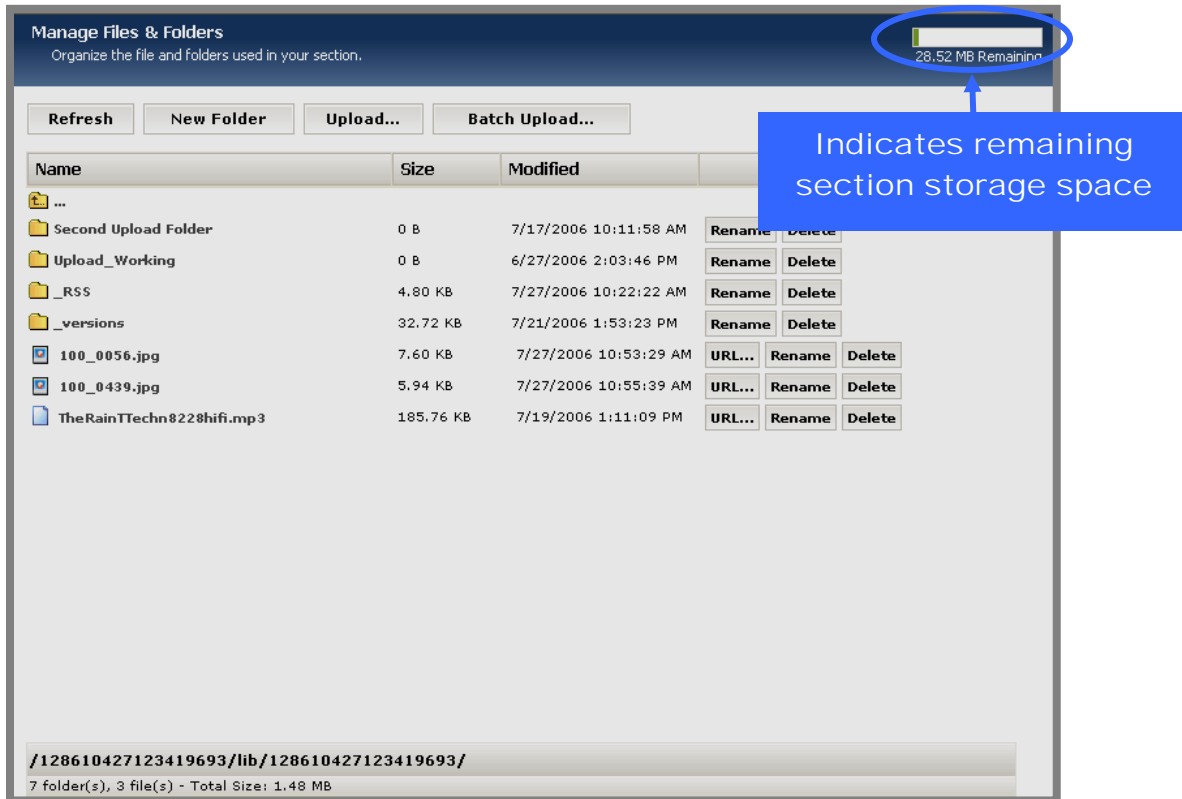 Manage Files & Folders
Organize the file and folders used in your section.
28.52 MB Remaining
Refresh New Folder Upload... Batch Upload...
Indicates remaining
section storage space
Name Size Modified
...
Second Upload Folder 0 B 7/17/2006 10:11:58 AM Rename Delete
Upload_Working 0 B 6/27/2006 2:03:46 PM Rename Delete
_RSS 4.80 KB 7/27/2006 10:22:22 AM Rename Delete
_versions 32.72 KB 7/21/2006 1:53:23 PM Rename Delete
100_0056.jpg 7.60 KB 7/27/2006 10:53:29 AM URL... Rename Delete
100_0439.jpg 5.94 KB 7/27/2006 10:55:39 AM URL... Rename Delete
TheRainTTechn8228hifi.mp3 185.76 KB 7/19/2006 1:11:09 PM URL... Rename Delete
/128610427123419693/lib/128610427123419693/
7 folder(s), 3 file(s) - Total Size: 1.48 MB